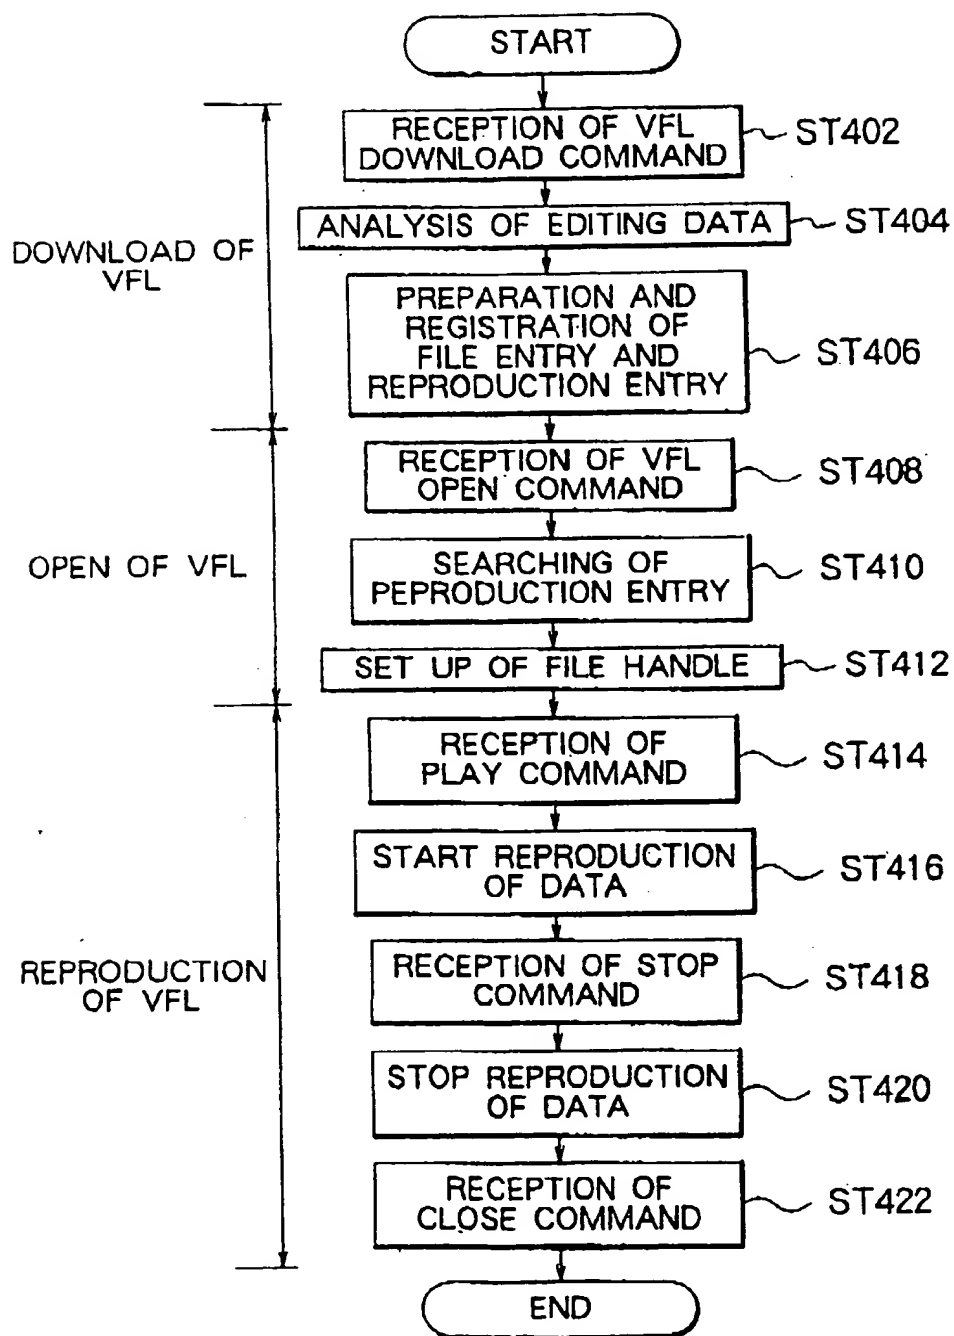 START
RECEPTION OF VFL
DOWNLOAD COMMAND
ST402
ANALYSIS OF EDITING DATA
ST404
DOWNLOAD OF
VFL
PREPARATION AND
REGISTRATION OF
FILE ENTRY AND
REPRODUCTION ENTRY
ST406
RECEPTION OF VFL
OPEN COMMAND
ST408
OPEN OF VFL
SEARCHING OF
PEPRODUCTION ENTRY
ST410
SET UP OF FILE HANDLE
ST412
RECEPTION OF
PLAY COMMAND
ST414
START REPRODUCTION
OF DATA
ST416
REPRODUCTION
OF VFL
RECEPTION OF STOP
COMMAND
ST418
STOP REPRODUCTION
OF DATA
ST420
RECEPTION OF
CLOSE COMMAND
ST422
END